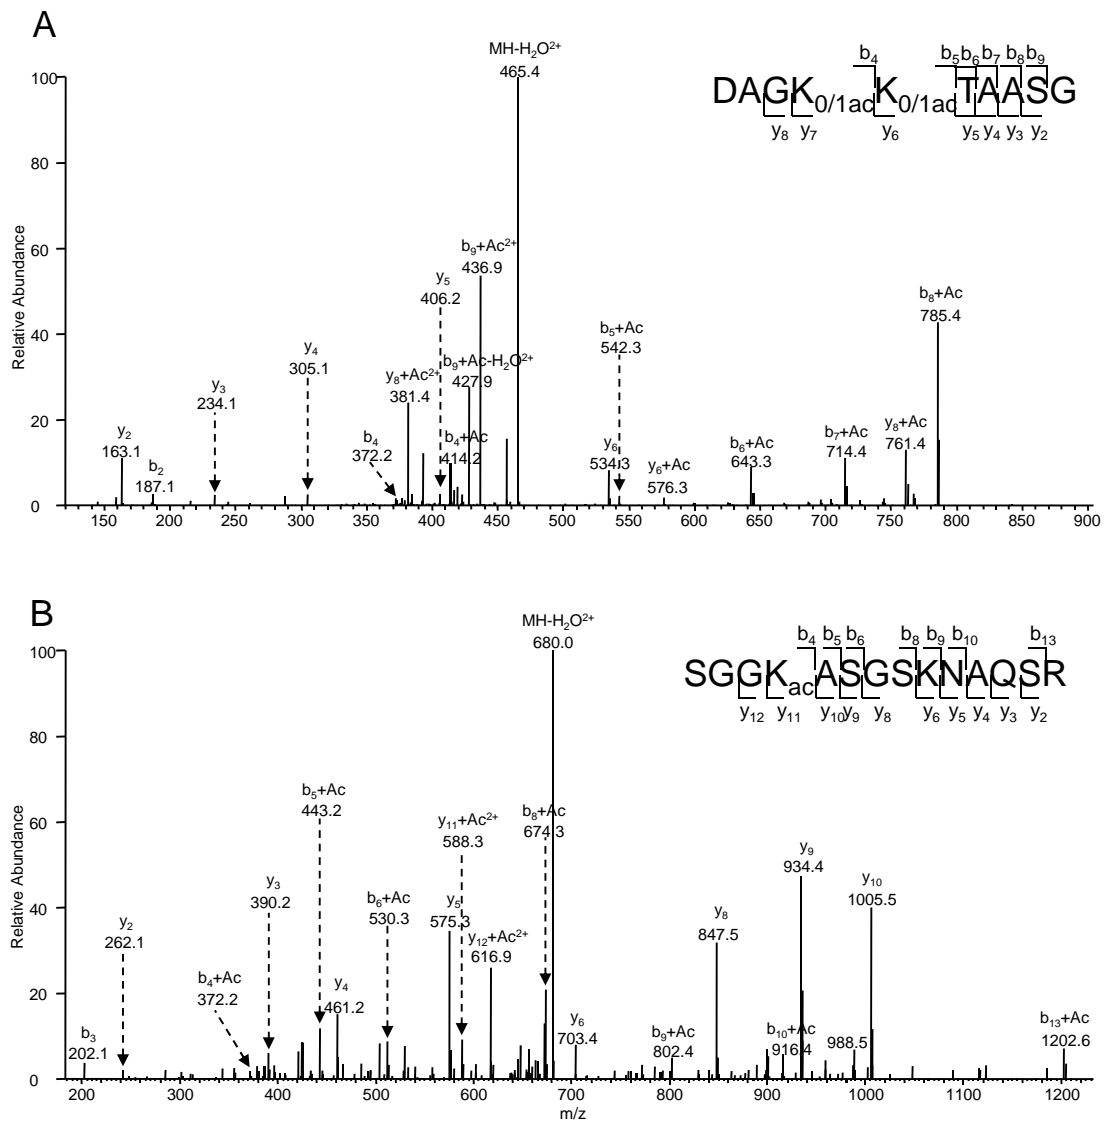 A
MH-H₂O²⁺
465.4
b₄ b₅ b₆ b₇ b₈ b₉
DAGK0/1acK0/1acTAASG
y₈ y₇ y₆ y₅ y₄ y₃ y₂
b₉+Ac²⁺
436.9
y₅
406.2
b₈+Ac
785.4
b₅+Ac
542.3
y₄
305.1
b₉+Ac-H₂O²⁺
427.9
y₈+Ac²⁺
381.4
y₃
234.1
y₂
163.1
b₂
187.1
b₄
372.2
b₄+Ac
414.2
y₆
534.3
y₆+Ac
576.3
b₆+Ac
643.3
b₇+Ac
714.4
y₈+Ac
761.4
Relative Abundance
100
80
60
40
20
0
150 200 250 300 350 400 450 500 550 600 650 700 750 800 850 900
B
MH-H₂O²⁺
680.0
b₄ b₅ b₆ b₈ b₉ b₁₀ b₁₃
SGGKacASGSKNAQSR
y₁₂ y₁₁ y₁₀ y₉ y₈ y₆ y₅ y₄ y₃ y₂
b₅+Ac
443.2
y₁₁+Ac²⁺
588.3
b₈+Ac
674.3
y₉
934.4
y₁₀
1005.5
y₃
390.2
b₆+Ac
530.3
y₅
575.3
y₈
847.5
y₂
262.1
y₁₂+Ac²⁺
616.9
b₄+Ac
372.2
y₄
461.2
b₃
202.1
y₆
703.4
b₉+Ac
802.4
b₁₀+Ac
916.4
988.5
b₁₃+Ac
1202.6
Relative Abundance
100
80
60
40
20
0
200 300 400 500 600 700 800 900 1000 1100 1200
m/z